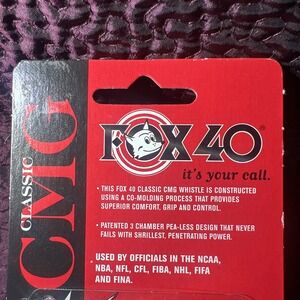 CLASSIC
CMG
FOX 40®
it's your call.
• THIS FOX 40 CLASSIC CMG WHISTLE IS CONSTRUCTED
USING A CO-MOLDING PROCESS THAT PROVIDES
SUPERIOR COMFORT, GRIP AND CONTROL.
• PATENTED 3 CHAMBER PEA-LESS DESIGN THAT NEVER
FAILS WITH SHRILLEST, PENETRATING POWER.
USED BY OFFICIALS IN THE NCAA,
NBA, NFL, CFL, FIBA, NHL, FIFA
AND FINA.